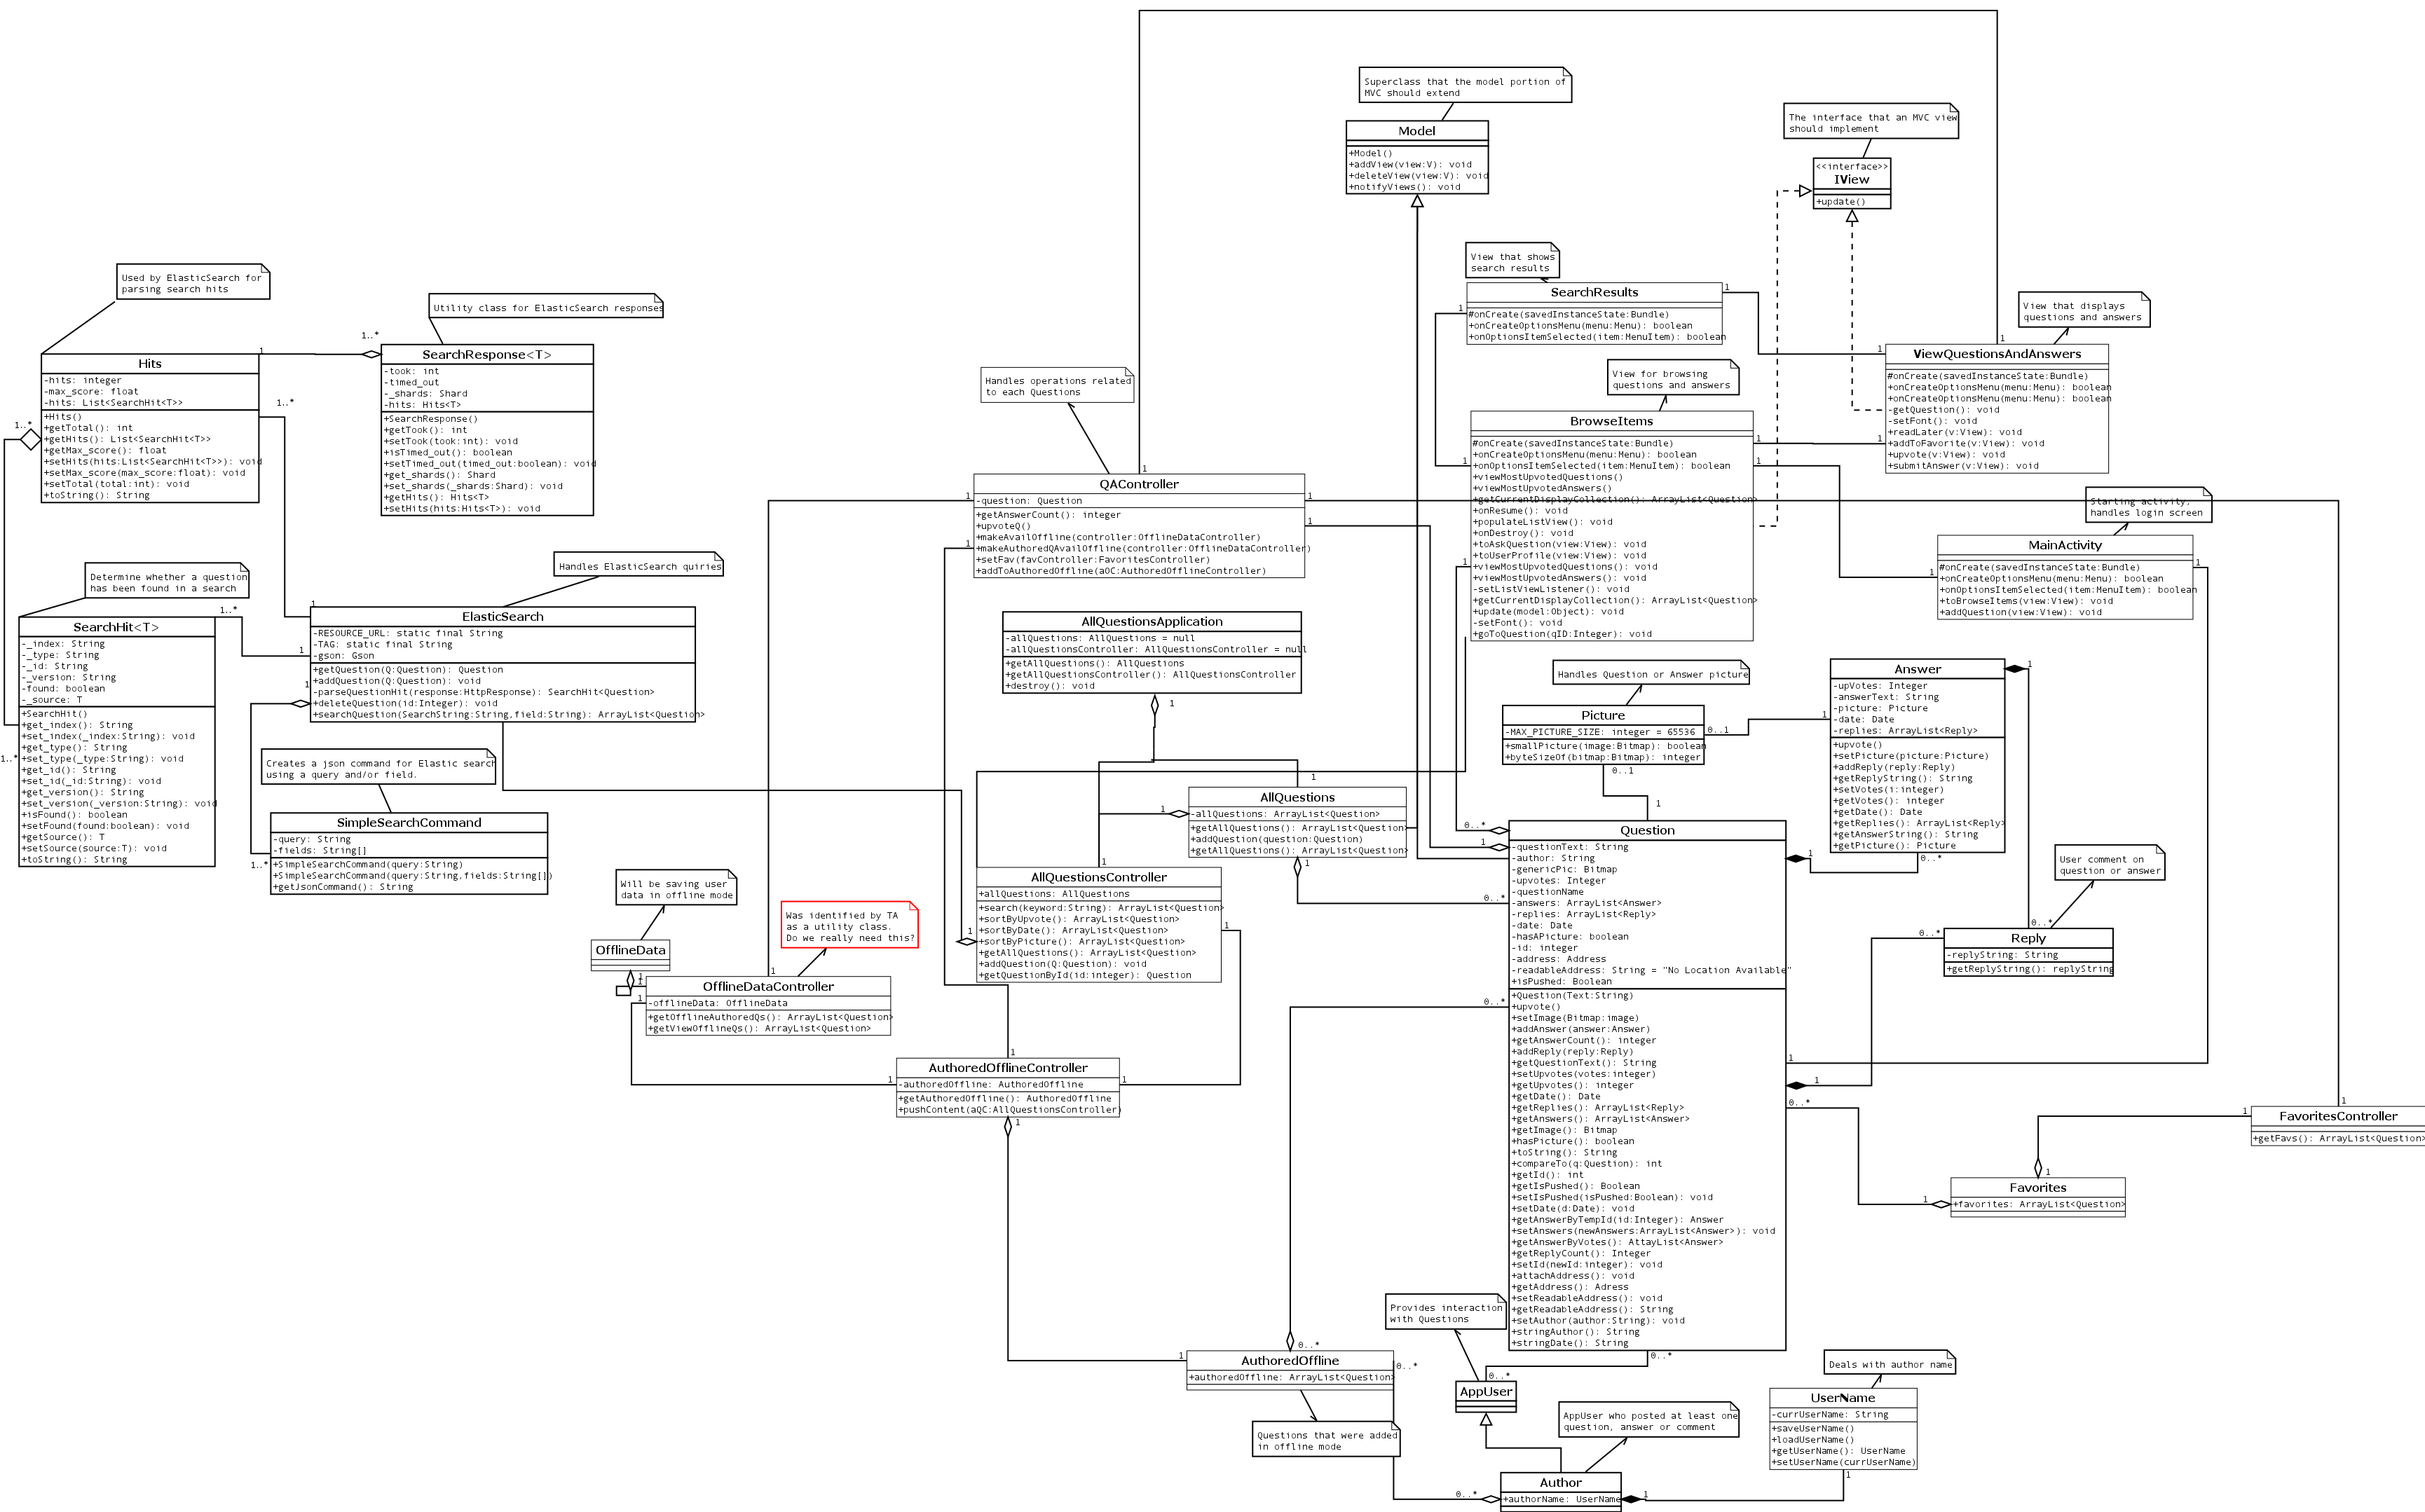 Superclass that the model portion of
MVC should extend
Model
+Model()
+addView(view:V): void
+deleteView(view:V): void
+notifyViews(): void
The interface that an MVC view
should implement
<<interface>>
IView
+update()
View that shows
search results
SearchResults
#onCreate(savedInstanceState:Bundle)
+onCreateOptionsMenu(menu:Menu): boolean
+onOptionsItemSelected(item:MenuItem): boolean
1
1
View that displays
questions and answers
ViewQuestionsAndAnswers
#onCreate(savedInstanceState:Bundle)
+onCreateOptionsMenu(menu:Menu): boolean
+onCreateOptionsMenu(menu:Menu): boolean
-getQuestion(): void
-setFont(): void
+readLater(v:View): void
+addToFavorite(v:View): void
+upvote(v:View): void
+submitAnswer(v:View): void
1
1
1
Used by ElasticSearch for
parsing search hits
Utility class for ElasticSearch responses
Hits
-hits: integer
-max_score: float
-hits: List<SearchHit<T>>
+Hits()
+getTotal(): int
+getHits(): List<SearchHit<T>>
+getMax_score(): float
+setHits(hits:List<SearchHit<T>>): void
+setMax_score(max_score:float): void
+setTotal(total:int): void
+toString(): String
1
1..*
1..*
1..*
SearchResponse<T>
-took: int
-timed_out
-_shards: Shard
-hits: Hits<T>
+SearchResponse()
+getTook(): int
+setTook(took:int): void
+isTimed_out(): boolean
+setTimed_out(timed_out:boolean): void
+get_shards(): Shard
+set_shards(_shards:Shard): void
+getHits(): Hits<T>
+setHits(hits:Hits<T>): void
Handles operations related
to each Questions
QAController
-question: Question
+getAnswerCount(): integer
+upvoteQ()
+makeAvailOffline(controller:OfflineDataController)
+makeAuthoredQAvailOffline(controller:OfflineDataController)
+setFav(favController:FavoritesController)
+addToAuthoredOffline(aOC:AuthoredOfflineController)
1
1
1
1
1
View for browsing
questions and answers
BrowseItems
#onCreate(savedInstanceState:Bundle)
+onCreateOptionsMenu(menu:Menu): boolean
+onOptionsItemSelected(item:MenuItem): boolean
+viewMostUpvotedQuestions()
+viewMostUpvotedAnswers()
+getCurrentDisplayCollection(): ArrayList<Question>
+onResume(): void
+populateListView(): void
+onDestroy(): void
+toAskQuestion(view:View): void
+toUserProfile(view:View): void
+viewMostUpvotedQuestions(): void
+viewMostUpvotedAnswers(): void
-setListViewListener(): void
+getCurrentDisplayCollection(): ArrayList<Question>
+update(model:Object): void
-setFont(): void
+goToQuestion(qID:Integer): void
1
1
1
1
Starting activity,
handles login screen
MainActivity
#onCreate(savedInstanceState:Bundle)
+onCreateOptionsMenu(menu:Menu): boolean
+onOptionsItemSelected(item:MenuItem): boolean
+toBrowseItems(view:View): void
+addQuestion(view:View): void
1
1
Determine whether a question
has been found in a search
SearchHit<T>
-_index: String
-_type: String
-_id: String
-_version: String
-found: boolean
-_source: T
+SearchHit()
+get_index(): String
+set_index(_index:String): void
+get_type(): String
+set_type(_type:String): void
+get_id(): String
+set_id(_id:String): void
+get_version(): String
+set_version(_version:String): void
+isFound(): boolean
+setFound(found:boolean): void
+getSource(): T
+setSource(source:T): void
+toString(): String
1..*
1..*
Handles ElasticSearch quiries
ElasticSearch
-RESOURCE_URL: static final String
-TAG: static final String
-gson: Gson
+getQuestion(Q:Question): Question
+addQuestion(Q:Question): void
-parseQuestionHit(response:HttpResponse): SearchHit<Question>
+deleteQuestion(id:Integer): void
+searchQuestion(SearchString:String,field:String): ArrayList<Question>
1
1
1
Creates a json command for Elastic search
using a query and/or field.
SimpleSearchCommand
-query: String
-fields: String[]
+SimpleSearchCommand(query:String)
+SimpleSearchCommand(query:String,fields:String[])
+getJsonCommand(): String
1..*
AllQuestionsApplication
-allQuestions: AllQuestions = null
-allQuestionsController: AllQuestionsController = null
+getAllQuestions(): AllQuestions
+getAllQuestionsController(): AllQuestionsController
+destroy(): void
1
1
AllQuestions
-allQuestions: ArrayList<Question>
+getAllQuestions(): ArrayList<Question>
+addQuestion(question:Question)
+getAllQuestions(): ArrayList<Question>
1
1
AllQuestionsController
+allQuestions: AllQuestions
+search(keyword:String): ArrayList<Question>
+sortByUpvote(): ArrayList<Question>
+sortByDate(): ArrayList<Question>
+sortByPicture(): ArrayList<Question>
+getAllQuestions(): ArrayList<Question>
+addQuestion(Q:Question): void
+getQuestionById(id:integer): Question
1
1
1
Handles Question or Answer picture
Picture
-MAX_PICTURE_SIZE: integer = 65536
+smallPicture(image:Bitmap): boolean
+byteSizeOf(bitmap:Bitmap): integer
0..1
0..1
Answer
-upVotes: Integer
-answerText: String
-picture: Picture
-date: Date
-replies: ArrayList<Reply>
+upvote()
+setPicture(picture:Picture)
+addReply(reply:Reply)
+getReplyString(): String
+setVotes(i:integer)
+getVotes(): integer
+getDate(): Date
+getReplies(): ArrayList<Reply>
+getAnswerString(): String
+getPicture(): Picture
1
1
0..*
User comment on
question or answer
Reply
-replyString: String
+getReplyString(): replyString
0..*
0..*
Question
-questionText: String
-author: String
-genericPic: Bitmap
-upvotes: Integer
-questionName
-answers: ArrayList<Answer>
-replies: ArrayList<Reply>
-date: Date
-hasAPicture: boolean
-id: integer
-address: Address
-readableAddress: String = "No Location Available"
+isPushed: Boolean
+Question(Text:String)
+upvote()
+setImage(Bitmap:image)
+addAnswer(answer:Answer)
+getAnswerCount(): integer
+addReply(reply:Reply)
+getQuestionText(): String
+setUpvotes(votes:integer)
+getUpvotes(): integer
+getDate(): Date
+getReplies(): ArrayList<Reply>
+getAnswers(): ArrayList<Answer>
+getImage(): Bitmap
+hasPicture(): boolean
+toString(): String
+compareTo(q:Question): int
+getId(): int
+getIsPushed(): Boolean
+setIsPushed(isPushed:Boolean): void
+setDate(d:Date): void
+getAnswerByTempId(id:Integer): Answer
+setAnswers(newAnswers:ArrayList<Answer>): void
+getAnswerByVotes(): AttayList<Answer>
+getReplyCount(): Integer
+setId(newId:integer): void
+attachAddress(): void
+getAddress(): Adress
+setReadableAddress(): void
+getReadableAddress(): String
+setAuthor(author:String): void
+stringAuthor(): String
+stringDate(): String
1
0..*
1
0..*
0..*
1
1
1
0..*
0..*
Will be saving user
data in offline mode
OfflineData
1
Was identified by TA
as a utility class.
Do we really need this?
OfflineDataController
-offlineData: OfflineData
+getOfflineAuthoredQs(): ArrayList<Question>
+getViewOfflineQs(): ArrayList<Question>
1
1
1
AuthoredOfflineController
-authoredOffline: AuthoredOffline
+getAuthoredOffline(): AuthoredOffline
+pushContent(aQC:AllQuestionsController)
1
1
1
1
FavoritesController
+getFavs(): ArrayList<Question>
1
1
Favorites
+favorites: ArrayList<Question>
1
1
AuthoredOffline
+authoredOffline: ArrayList<Question>
1
0..*
0..*
Questions that were added
in offline mode
Provides interaction
with Questions
AppUser
0..*
AppUser who posted at least one
question, answer or comment
Author
+authorName: UserName
0..*
1
Deals with author name
UserName
-currUserName: String
+saveUserName()
+loadUserName()
+getUserName(): UserName
+setUserName(currUserName)
1